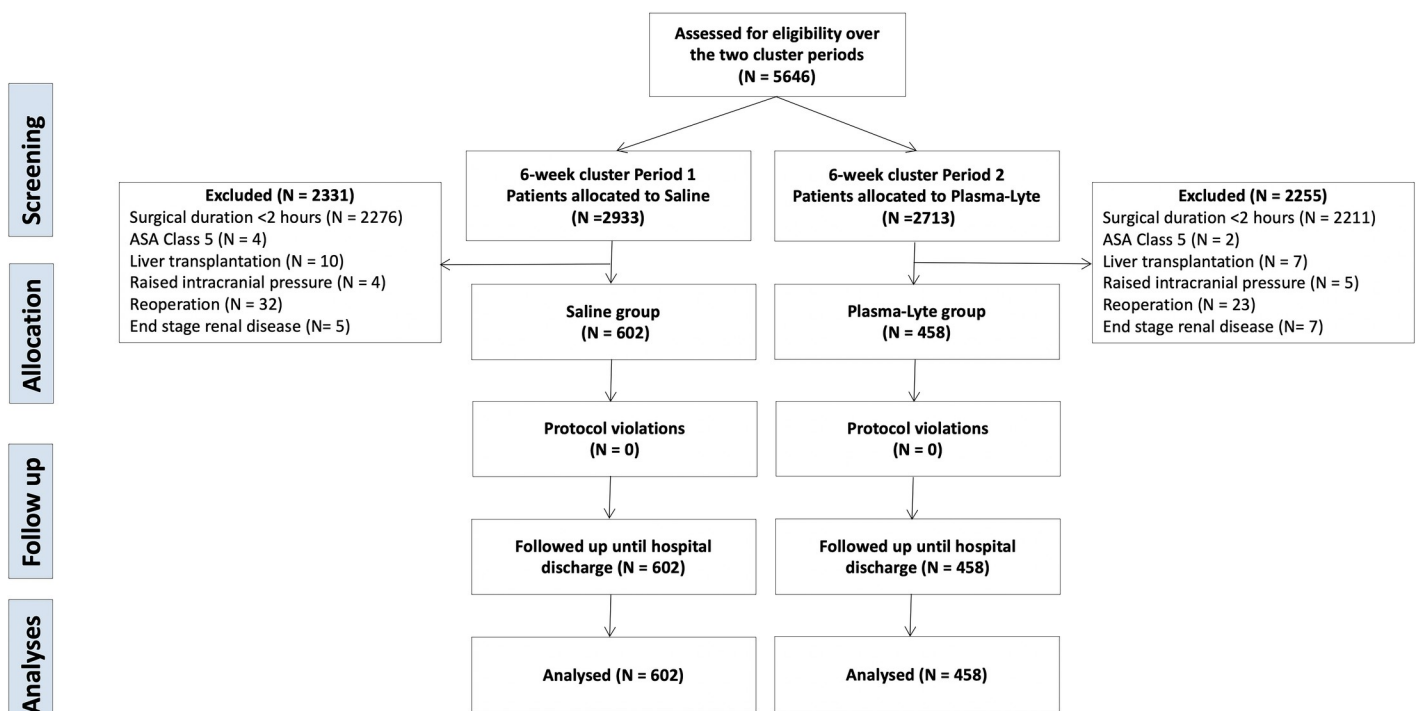 Assessed for eligibility over
the two cluster periods
(N = 5646)
Screening
6-week cluster Period 1
Patients allocated to Saline
(N =2933)
6-week cluster Period 2
Patients allocated to Plasma-Lyte
(N =2713)
Excluded (N = 2331)
Surgical duration <2 hours (N = 2276)
ASA Class 5 (N = 4)
Liver transplantation (N = 10)
Raised intracranial pressure (N = 4)
Reoperation (N = 32)
End stage renal disease (N= 5)
Excluded (N = 2255)
Surgical duration <2 hours (N = 2211)
ASA Class 5 (N = 2)
Liver transplantation (N = 7)
Raised intracranial pressure (N = 5)
Reoperation (N = 23)
End stage renal disease (N= 7)
Allocation
Saline group
(N = 602)
Plasma-Lyte group
(N = 458)
Protocol violations
(N = 0)
Protocol violations
(N = 0)
Follow up
Followed up until hospital
discharge (N = 602)
Followed up until hospital
discharge (N = 458)
Analyses
Analysed (N = 602)
Analysed (N = 458)